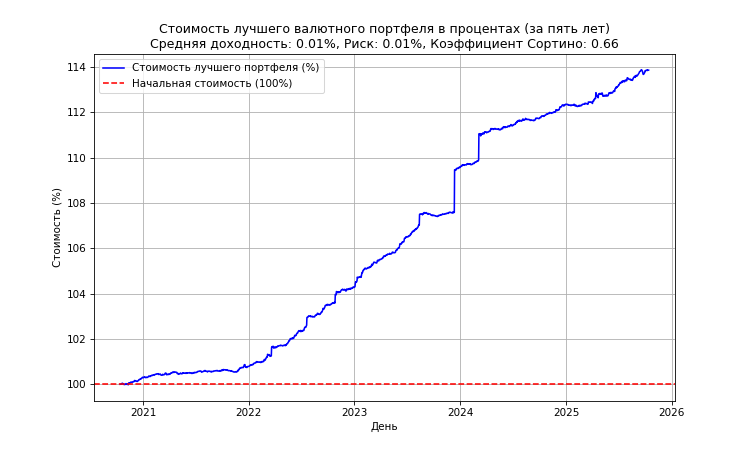 Стоимость лучшего валютного портфеля в процентах (за пять лет)
Средняя доходность: 0.01%, Риск: 0.01%, Коэффициент Сортино: 0.66
Стоимость лучшего портфеля (%)
Начальная стоимость (100%)
Стоимость (%)
114
112
110
108
106
104
102
100
2021 2022 2023 2024 2025 2026
День